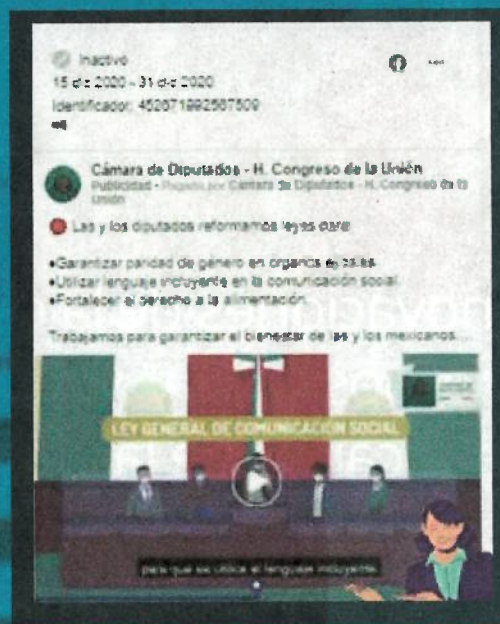 Inactivo
15 dic 2020 - 31 dic 2020
Identificador: 452671992567509
Cámara de Diputados - H. Congreso de la Unión
Publicidad • Pagado por Cámara de Diputados - H. Congreso de la
Unión
Las y los diputados reformamos leyes para:
•Garantizar paridad de género en órganos
•Utilizar lenguaje incluyente en la comunicación social.
•Fortalecer el derecho a la alimentación.
Trabajamos para garantizar el bienestar de las y los mexicanos....
LEY GENERAL DE COMUNICACIÓN SOCIAL
para que se utilice el lenguaje incluyente